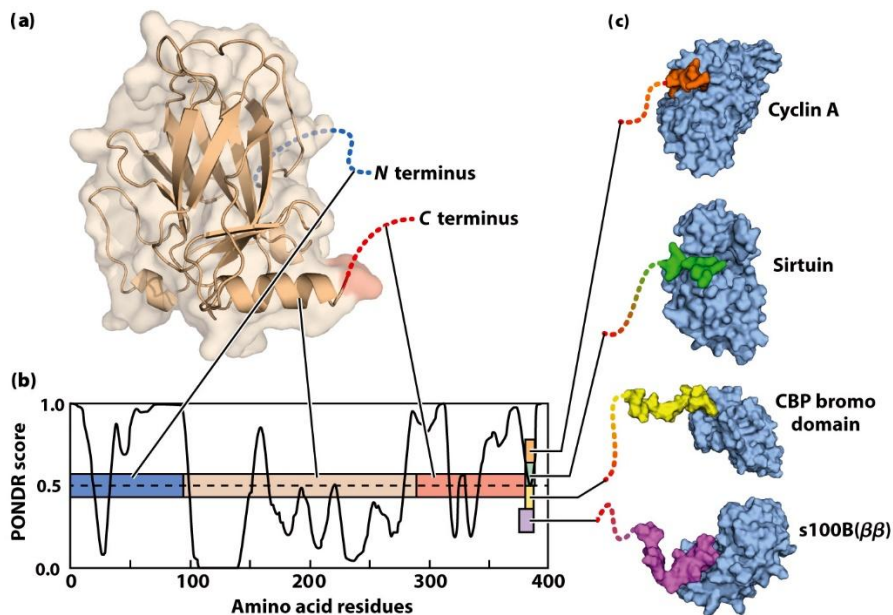 (a)
N terminus
C terminus
(b)
PONDR score
1.0
0.5
0.0
0
100
200
300
400
Amino acid residues
(c)
Cyclin A
Sirtuin
CBP bromo
domain
s100B(ββ)